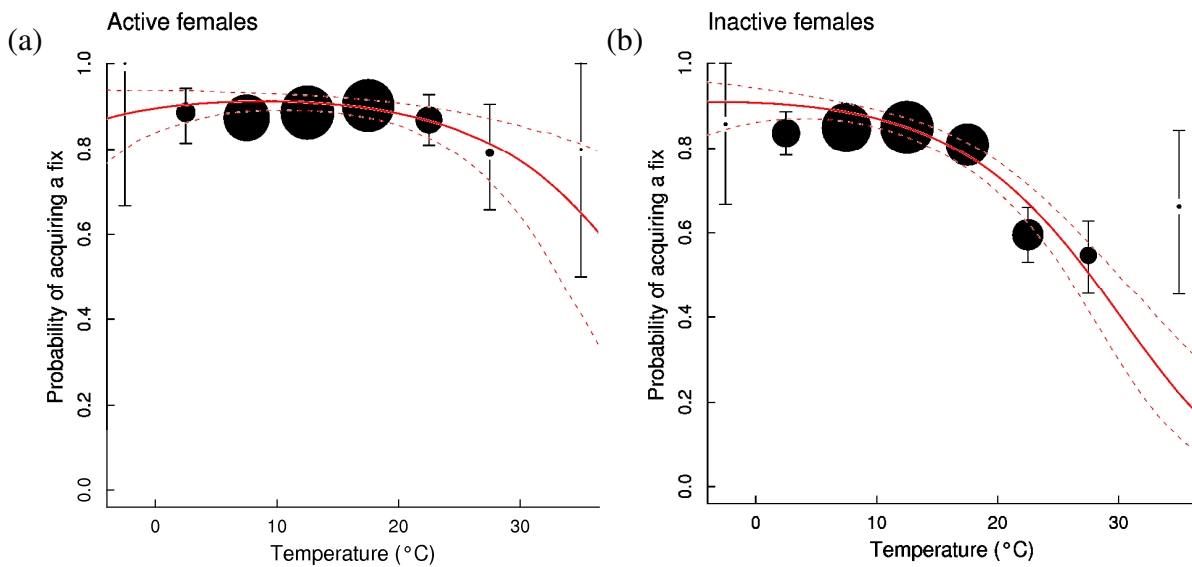 (a)
Active females
Probability of acquiring a fix
1.0
0.8
0.6
0.4
0.2
0.0
0 10 20 30
Temperature (°C)
(b)
Inactive females
Probability of acquiring a fix
1.0
0.8
0.6
0.4
0.2
0.0
0 10 20 30
Temperature (°C)